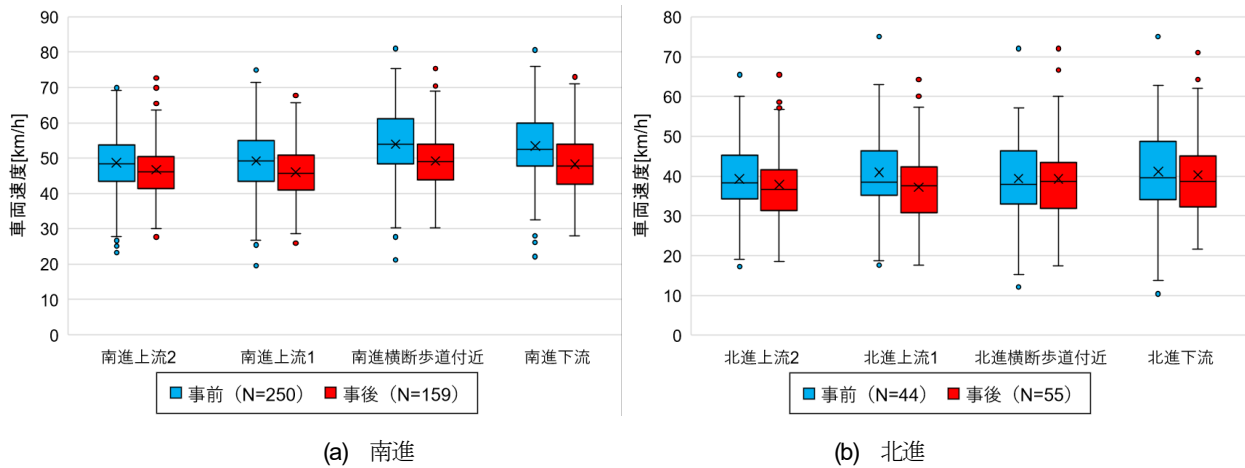 90
80
70
60
50
40
30
20
10
0
車両速度[km/h]
南進上流2
南進上流1
南進横断歩道付近
南進下流
事前（N=250）
事後（N=159）
(a) 南進
80
70
60
50
40
30
20
10
0
車両速度[km/h]
北進上流2
北進上流1
北進横断歩道付近
北進下流
事前（N=44）
事後（N=55）
(b) 北進